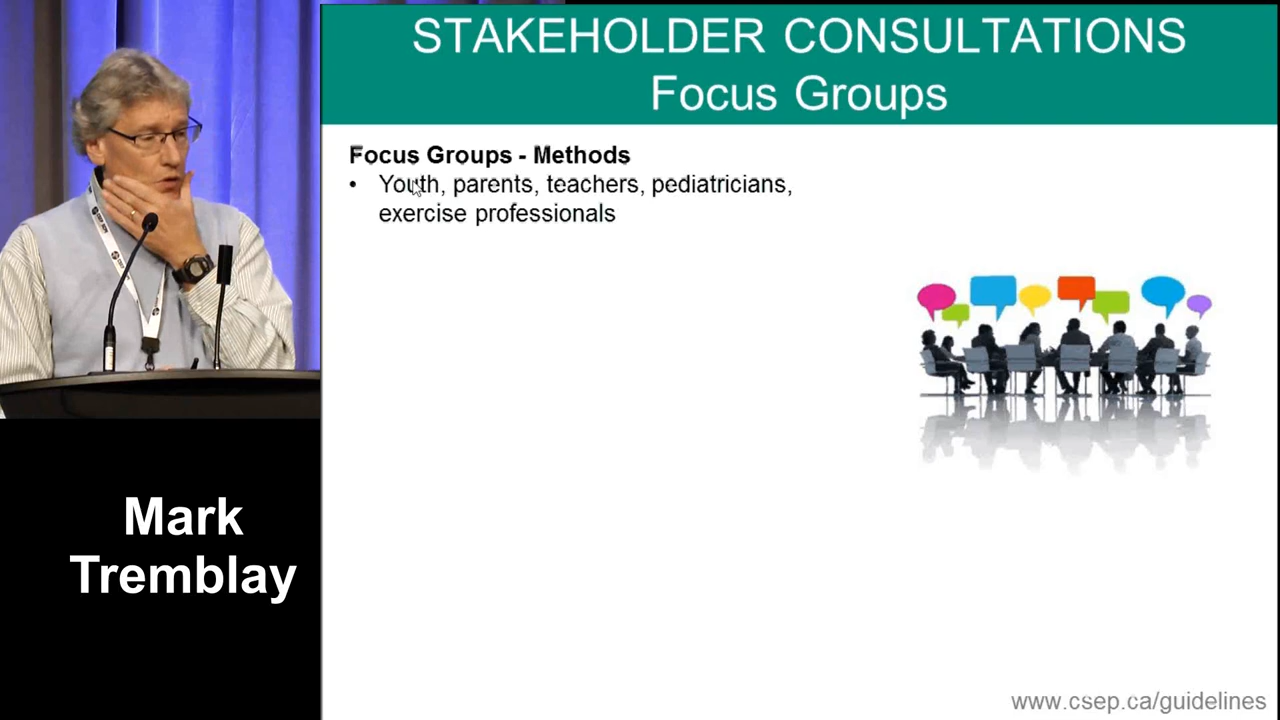 STAKEHOLDER CONSULTATIONS
Focus Groups
Focus Groups - Methods
• Youth, parents, teachers, pediatricians,
exercise professionals
Mark
Tremblay
www.csep.ca/guidelines